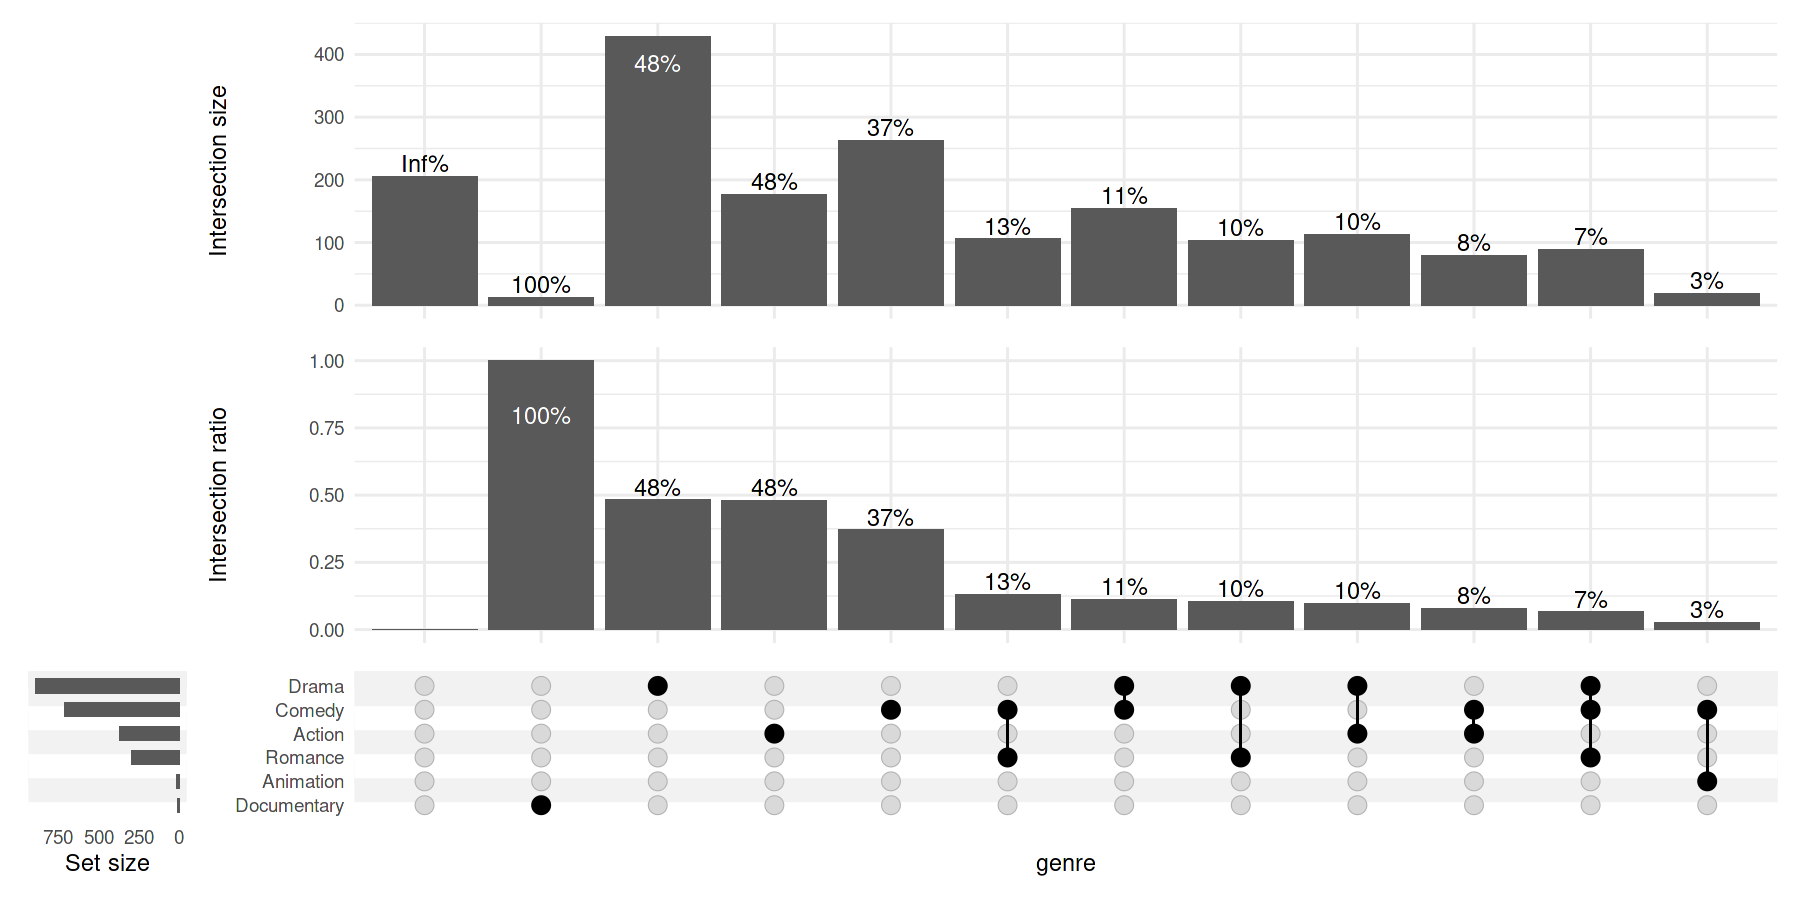 Intersection size
400
300
200
100
0
Inf%
100%
48%
48%
37%
13%
11%
10%
10%
8%
7%
3%
Intersection ratio
1.00
0.75
0.50
0.25
0.00
100%
48%
48%
37%
13%
11%
10%
10%
8%
7%
3%
Drama
Comedy
Action
Romance
Animation
Documentary
750 500 250 0
Set size
genre